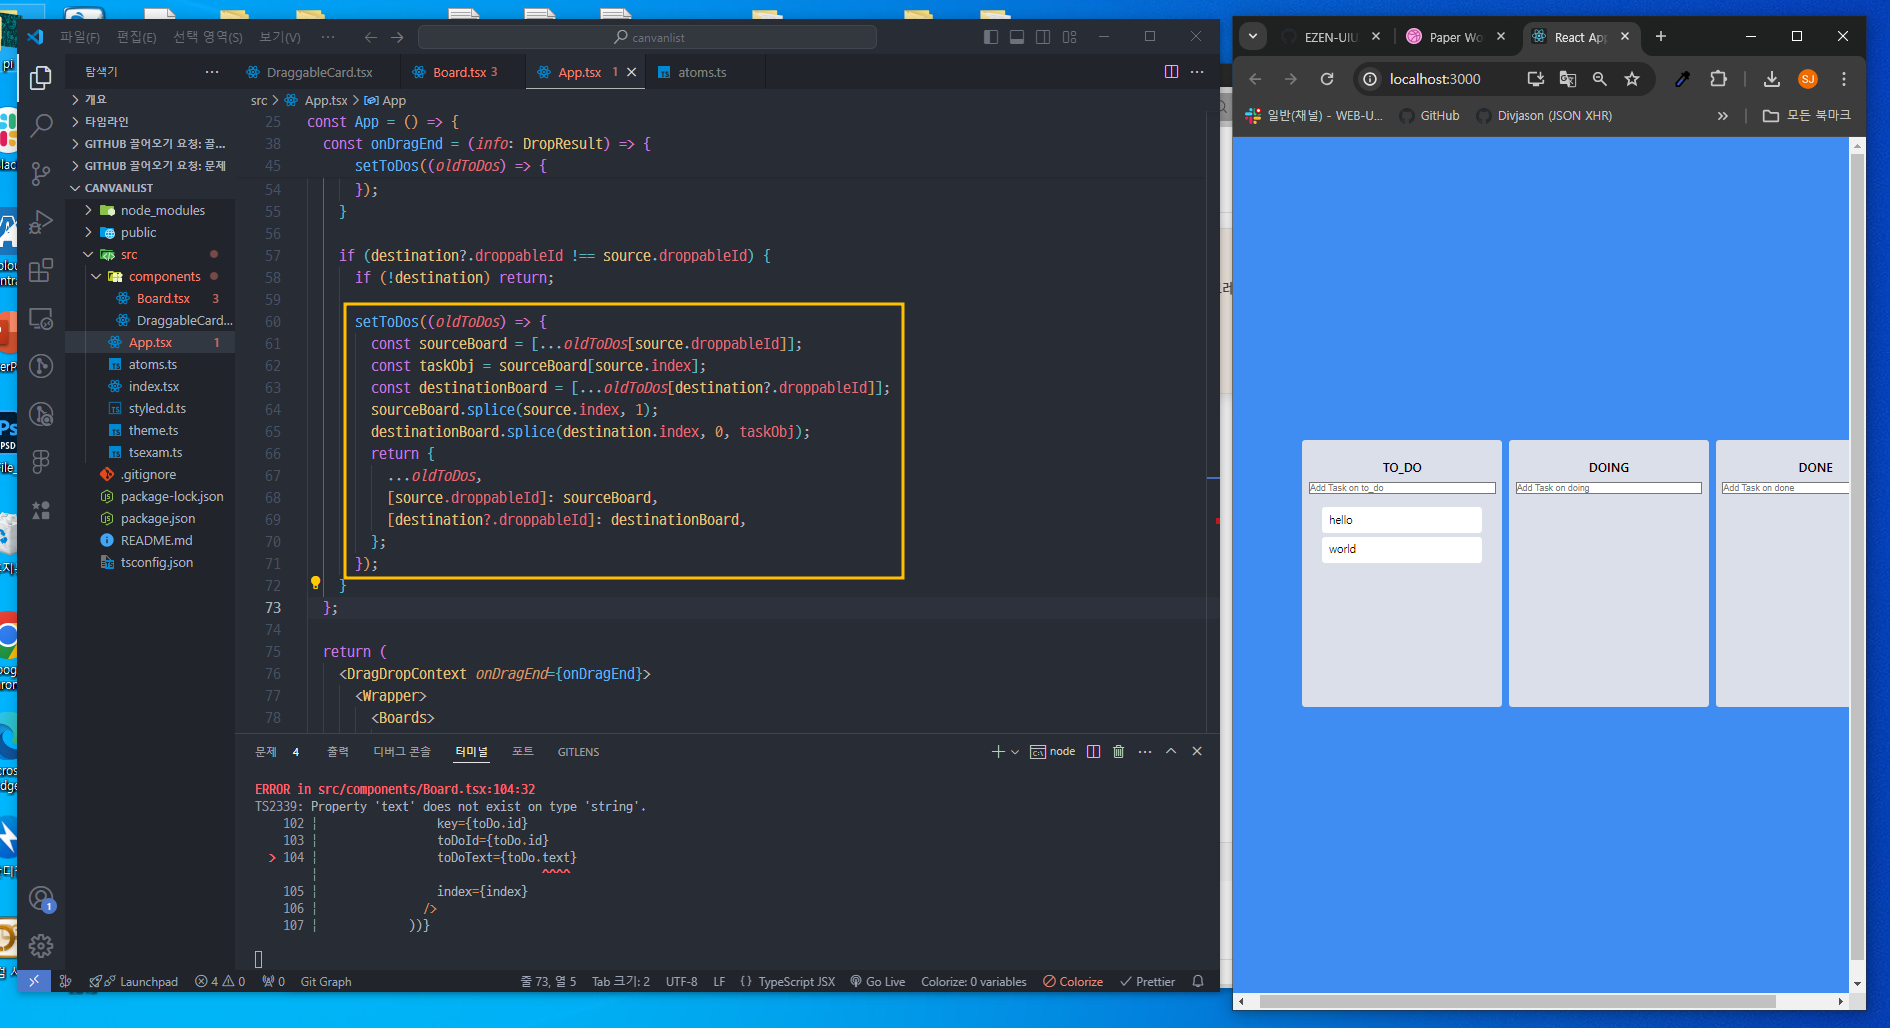 파일(F) 편집(E) 선택 영역(S) 보기(V) ··· canvanlist
탐색기 ···
개요
타임라인
GITHUB 끌어오기 요청: 끌...
GITHUB 끌어오기 요청: 문제
CANVANLIST
node_modules
public
src
components
Board.tsx 3
DraggableCard...
App.tsx 1
atoms.ts
index.tsx
styled.d.ts
theme.ts
tsexam.ts
.gitignore
package-lock.json
package.json
README.md
tsconfig.json
DraggableCard.tsx Board.tsx 3 App.tsx 1 atoms.ts
src > App.tsx > App
25 const App = () => {
38 const onDragEnd = (info: DropResult) => {
45 setToDos((oldToDos) => {
54 });
55 }
56
57 if (destination?.droppableId !== source.droppableId) {
58 if (!destination) return;
59
60 setToDos((oldToDos) => {
61 const sourceBoard = [...oldToDos[source.droppableId]];
62 const taskObj = sourceBoard[source.index];
63 const destinationBoard = [...oldToDos[destination?.droppableId]];
64 sourceBoard.splice(source.index, 1);
65 destinationBoard.splice(destination.index, 0, taskObj);
66 return {
67 ...oldToDos,
68 [source.droppableId]: sourceBoard,
69 [destination?.droppableId]: destinationBoard,
70 };
71 });
72 }
73 };
74
75 return (
76 <DragDropContext onDragEnd={onDragEnd}>
77 <Wrapper>
78 <Boards>
문제 4 출력 디버그 콘솔 터미널 포트 GITLENS
node
ERROR in src/components/Board.tsx:104:32
TS2339: Property 'text' does not exist on type 'string'.
102 | key={toDo.id}
103 | toDoId={toDo.id}
> 104 | toDoText={toDo.text}
| ^^^^
105 | index={index}
106 | />
107 | ))}
Launchpad 4 0 0 Git Graph 줄 73, 열 5 Tab 크기: 2 UTF-8 LF {} TypeScript JSX Go Live Colorize: 0 variables Colorize Prettier
1
EZEN-UIU Paper Wo React Ap
localhost:3000
SJ
일반(채널) - WEB-U... GitHub Divjason (JSON XHR) » 모든 북마크
TO_DO
Add Task on to_do
hello
world
DOING
Add Task on doing
DONE
Add Task on done